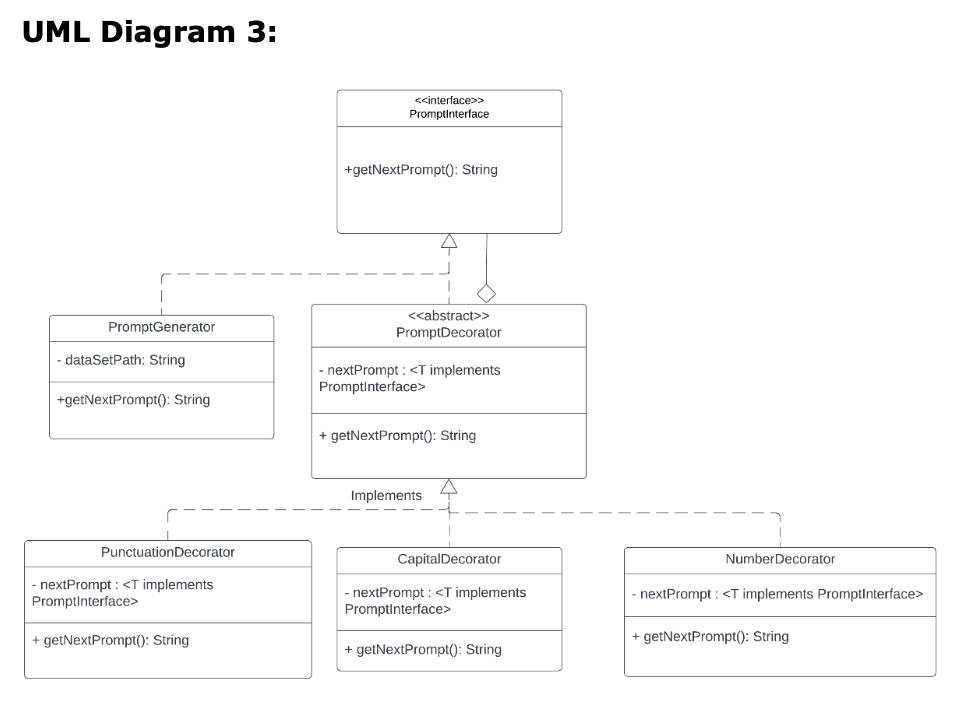 UML Diagram 3:
<<interface>>
PromptInterface
+getNextPrompt(): String
PromptGenerator
- dataSetPath: String
+getNextPrompt(): String
<<abstract>>
PromptDecorator
- nextPrompt : <T implements
PromptInterface>
+ getNextPrompt(): String
Implements
PunctuationDecorator
- nextPrompt : <T implements
PromptInterface>
+ getNextPrompt(): String
CapitalDecorator
- nextPrompt : <T implements
PromptInterface>
+ getNextPrompt(): String
NumberDecorator
- nextPrompt : <T implements PromptInterface>
+ getNextPrompt(): String